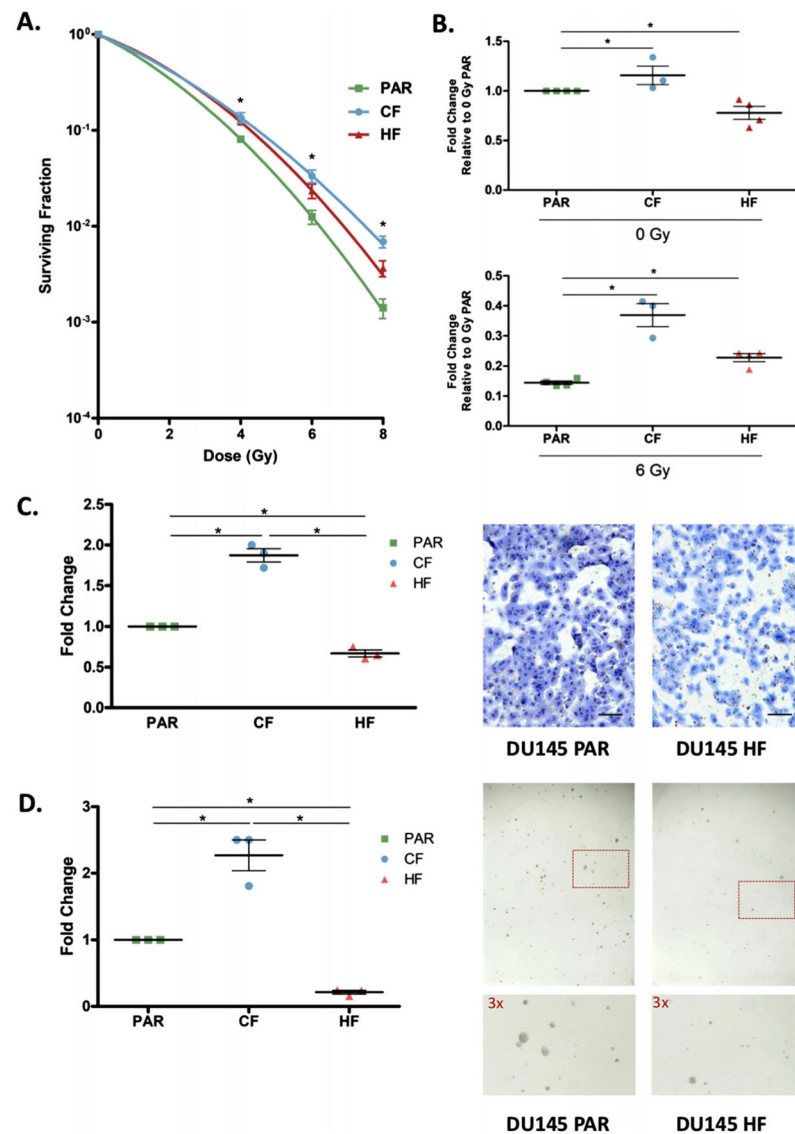 A.
10⁰
10⁻¹
10⁻²
10⁻³
10⁻⁴
Surviving Fraction
0 2 4 6 8
Dose (Gy)
PAR
CF
HF
*
*
*
B.
Fold Change
Relative to 0 Gy PAR
1.5
1.0
0.5
0.0
*
*
PAR CF HF
0 Gy
Fold Change
Relative to 0 Gy PAR
0.5
0.4
0.3
0.2
0.1
0.0
*
*
PAR CF HF
6 Gy
C.
Fold Change
2.5
2.0
1.5
1.0
0.5
0.0
*
* *
PAR
CF
HF
PAR CF HF
DU145 PAR DU145 HF
D.
Fold Change
3
2
1
0
*
* *
PAR
CF
HF
PAR CF HF
3x 3x
DU145 PAR DU145 HF